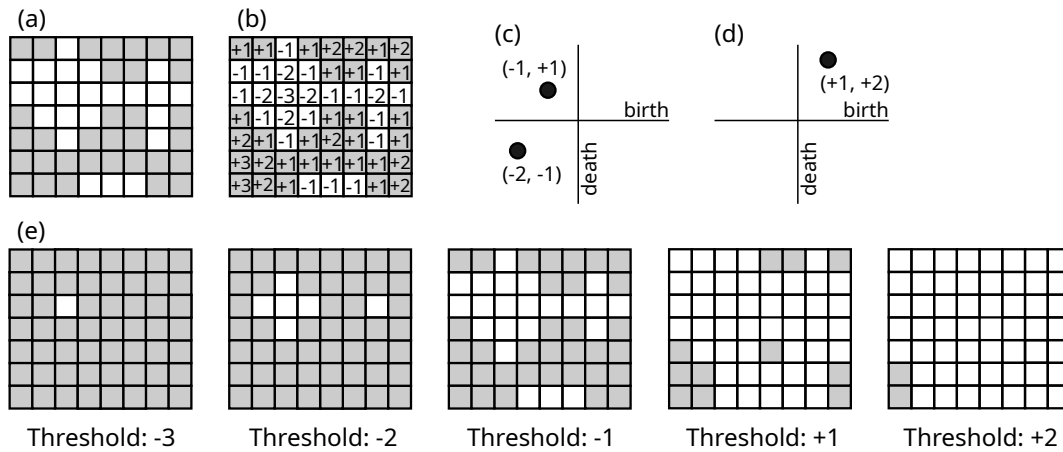 (a)
(b)
+1 +1 -1 +1 +2 +2 +1 +2
-1 -1 -2 -1 +1 +1 -1 +1
-1 -2 -3 -2 -1 -1 -2 -1
+1 -1 -2 -1 +1 +1 -1 +1
+2 +1 -1 +1 +2 +1 -1 +1
+3 +2 +1 +1 +1 +1 +1 +2
+3 +2 +1 -1 -1 -1 +1 +2
(c)
(-1, +1)
birth
death
(-2, -1)
(d)
(+1, +2)
birth
death
(e)
Threshold: -3
Threshold: -2
Threshold: -1
Threshold: +1
Threshold: +2